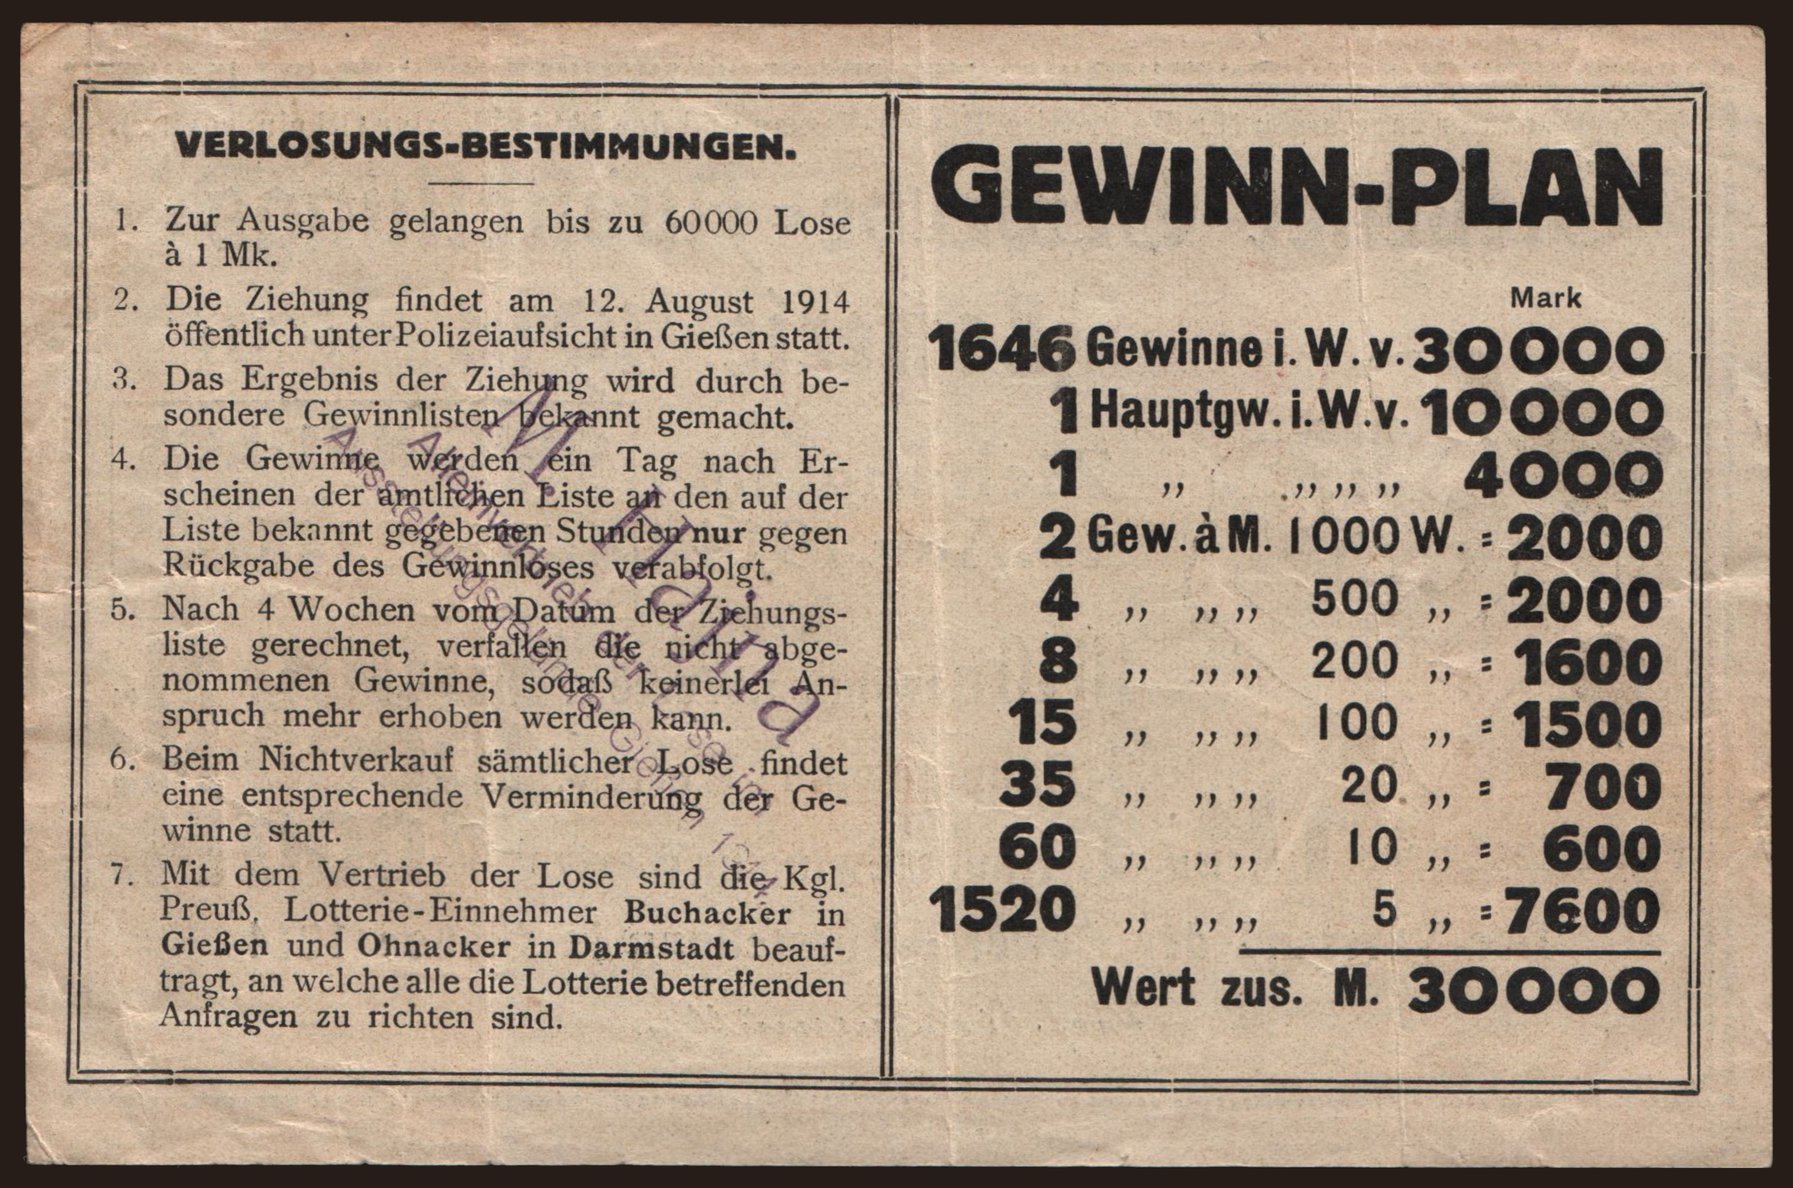 VERLOSUNGS-BESTIMMUNGEN.
1. Zur Ausgabe gelangen bis zu 60000 Lose
à 1 Mk.
2. Die Ziehung findet am 12. August 1914
öffentlich unter Polizeiaufsicht in Gießen statt.
3. Das Ergebnis der Ziehung wird durch be-
sondere Gewinnlisten bekannt gemacht.
4. Die Gewinne werden ein Tag nach Er-
scheinen der amtlichen Liste an den auf der
Liste bekannt gegebenen Stunden nur gegen
Rückgabe des Gewinnloses verabfolgt.
5. Nach 4 Wochen vom Datum der Ziehungs-
liste gerechnet, verfallen die nicht abge-
nommenen Gewinne, sodaß keinerlei An-
spruch mehr erhoben werden kann.
6. Beim Nichtverkauf sämtlicher Lose findet
eine entsprechende Verminderung der Ge-
winne statt.
7. Mit dem Vertrieb der Lose sind die Kgl.
Preuß. Lotterie-Einnehmer Buchacker in
Gießen und Ohnacker in Darmstadt beauf-
tragt, an welche alle die Lotterie betreffenden
Anfragen zu richten sind.
GEWINN-PLAN
Mark
1646 Gewinne i. W. v. 30000
1 Hauptgw. i. W. v. 10000
1 „ „ „ „ 4000
2 Gew. à M. 1000 W. = 2000
4 „ „ „ 500 „ = 2000
8 „ „ „ 200 „ = 1600
15 „ „ „ 100 „ = 1500
35 „ „ „ 20 „ = 700
60 „ „ „ 10 „ = 600
1520 „ „ „ 5 „ = 7600
Wert zus. M. 30000